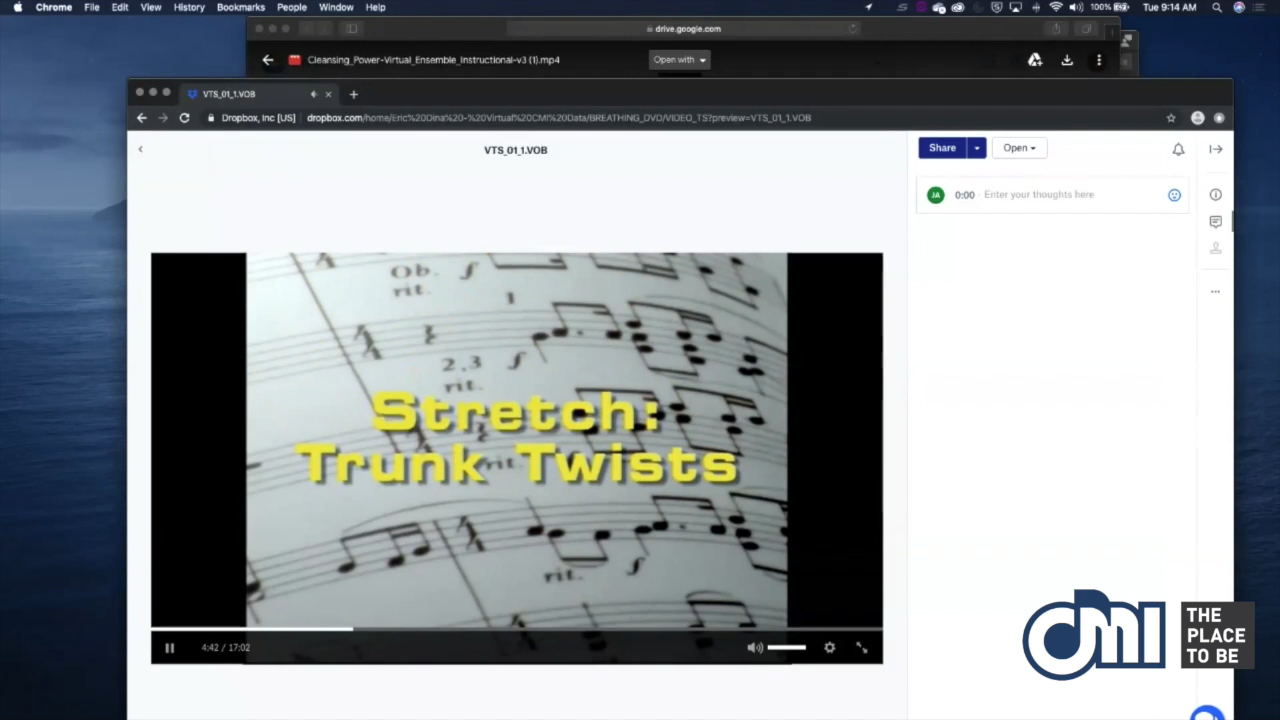 Chrome File Edit View History Bookmarks People Window Help 100% Tue 9:14 AM
drive.google.com
Cleansing_Power-Virtual_Ensemble_Instructional-v3 (1).mp4 Open with
VTS_01_1.VOB
Dropbox, Inc [US] dropbox.com/home/Eric%20Dina%20-%20Virtual%20CMI%20Data/BREATHING_DVD/VIDEO_TS?preview=VTS_01_1.VOB
VTS_01_1.VOB
Share Open
JA 0:00 Enter your thoughts here
Ob. f
rit.
1
2,3 f
rit.
Stretch:
Trunk Twists
rit.
rit. f
4:42 / 17:02
cmi THE
PLACE
TO BE